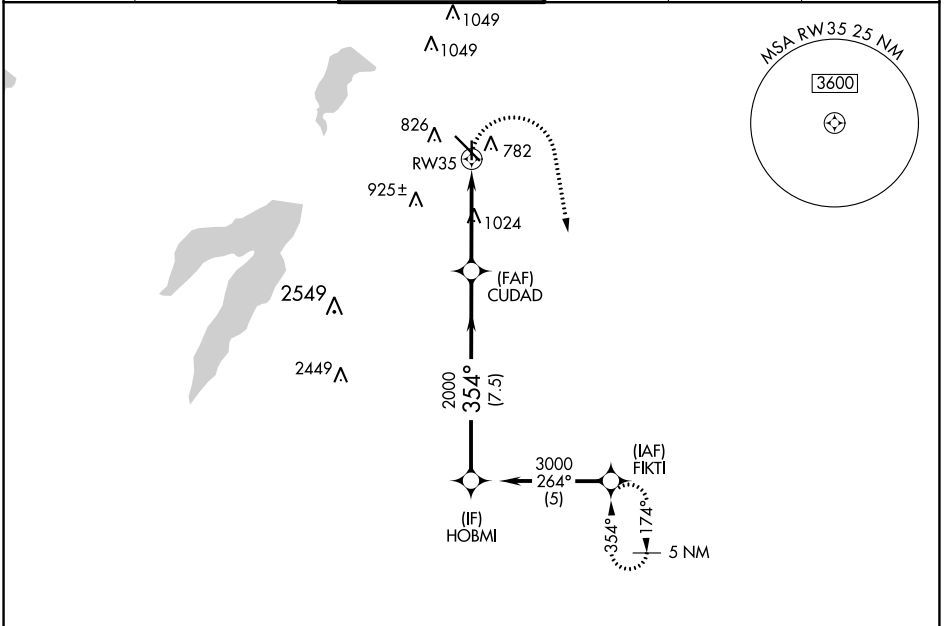 1049
1049
MSA RW35 25 NM
3600
826
782
RW35
925±
1024
(FAF)
CUDAD
2549
2449
2000
354°
(7.5)
(IAF)
FIKTI
3000
264°
(5)
(IF)
HOBMI
354°
174°
5 NM